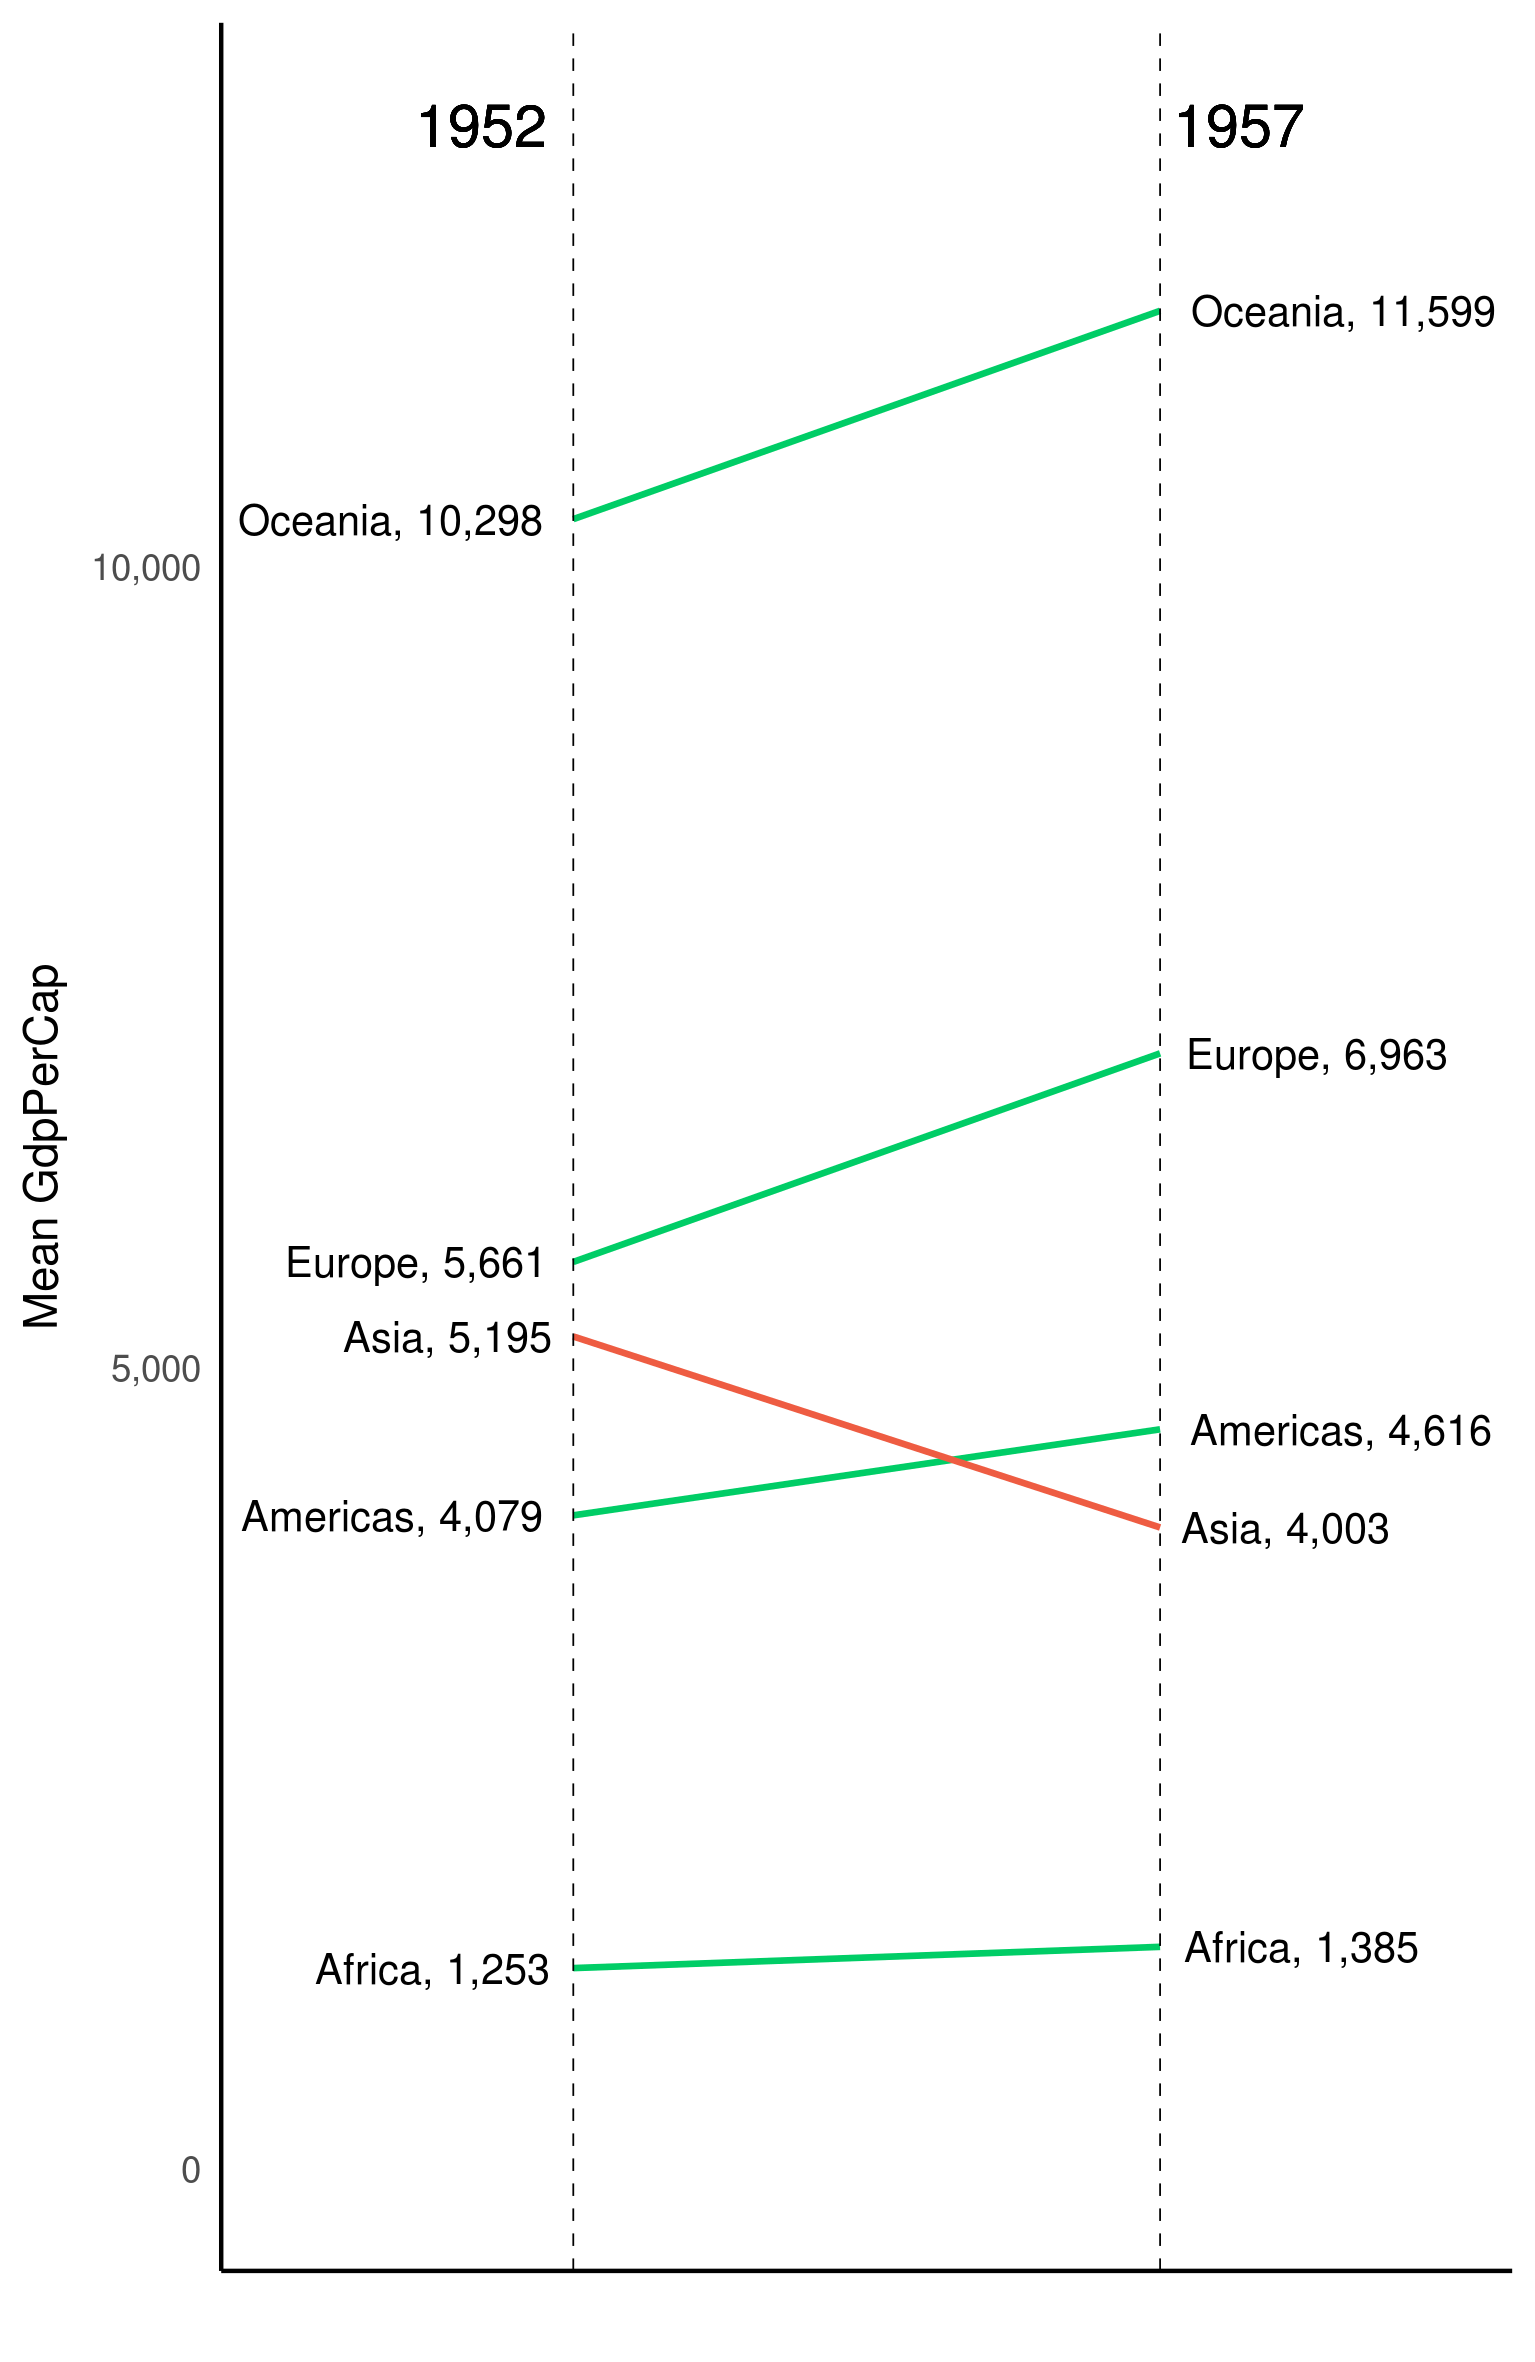 1952
1957
Oceania, 11,599
Oceania, 10,298
10,000
Mean GdpPerCap
Europe, 6,963
Europe, 5,661
Asia, 5,195
5,000
Americas, 4,616
Americas, 4,079
Asia, 4,003
Africa, 1,385
Africa, 1,253
0